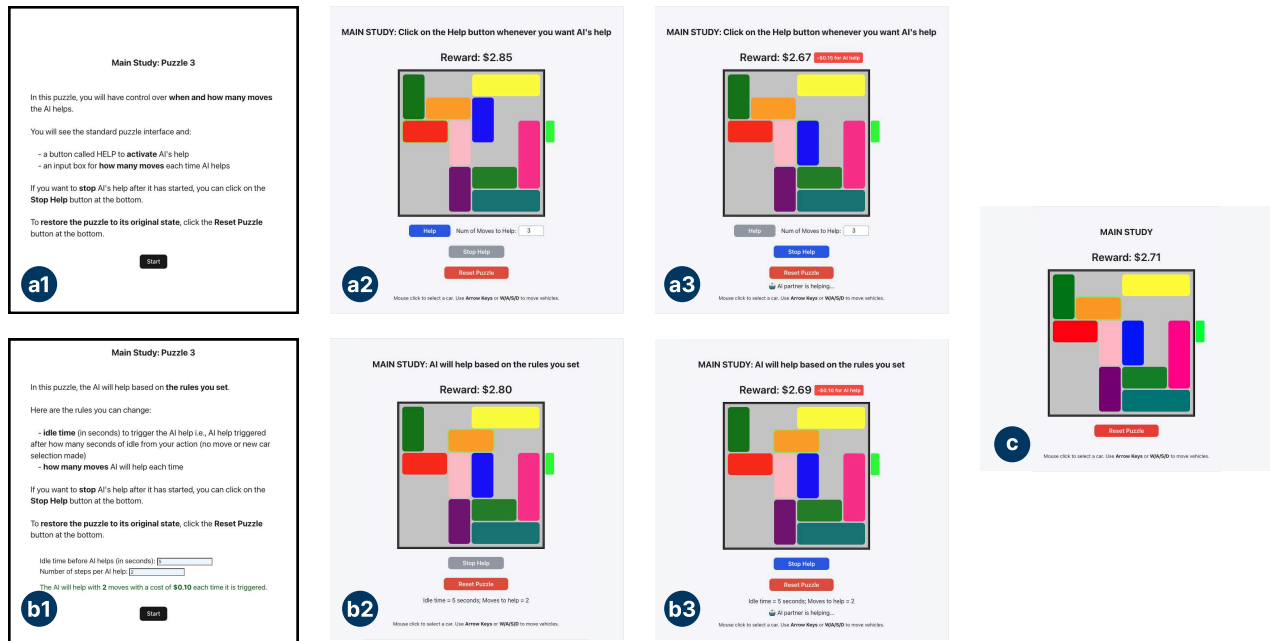 Main Study: Puzzle 3
In this puzzle, you will have control over when and how many moves
the AI helps.
You will see the standard puzzle interface and:
- a button called HELP to activate AI's help
- an input box for how many moves each time AI helps
If you want to stop AI's help after it has started, you can click on the
Stop Help button at the bottom.
To restore the puzzle to its original state, click the Reset Puzzle
button at the bottom.
Start
a1
MAIN STUDY: Click on the Help button whenever you want AI's help
Reward: $2.85
Help Num of Moves to Help: 3
Stop Help
Reset Puzzle
Mouse click to select a car. Use Arrow Keys or W/A/S/D to move vehicles.
a2
MAIN STUDY: Click on the Help button whenever you want AI's help
Reward: $2.67 -$0.15 for AI help
Help Num of Moves to Help: 3
Stop Help
Reset Puzzle
AI partner is helping...
Mouse click to select a car. Use Arrow Keys or W/A/S/D to move vehicles.
a3
Main Study: Puzzle 3
In this puzzle, the AI will help based on the rules you set.
Here are the rules you can change:
- idle time (in seconds) to trigger the AI help i.e., AI help triggered
after how many seconds of idle from your action (no move or new car
selection made)
- how many moves AI will help each time
If you want to stop AI's help after it has started, you can click on the
Stop Help button at the bottom.
To restore the puzzle to its original state, click the Reset Puzzle
button at the bottom.
Idle time before AI helps (in seconds): 5
Number of steps per AI help: 2
The AI will help with 2 moves with a cost of $0.10 each time it is triggered.
Start
b1
MAIN STUDY: AI will help based on the rules you set
Reward: $2.80
Stop Help
Reset Puzzle
Idle time = 5 seconds; Moves to help = 2
Mouse click to select a car. Use Arrow Keys or W/A/S/D to move vehicles.
b2
MAIN STUDY: AI will help based on the rules you set
Reward: $2.69 -$0.10 for AI help
Stop Help
Reset Puzzle
Idle time = 5 seconds; Moves to help = 2
AI partner is helping...
Mouse click to select a car. Use Arrow Keys or W/A/S/D to move vehicles.
b3
MAIN STUDY
Reward: $2.71
Reset Puzzle
Mouse click to select a car. Use Arrow Keys or W/A/S/D to move vehicles.
c